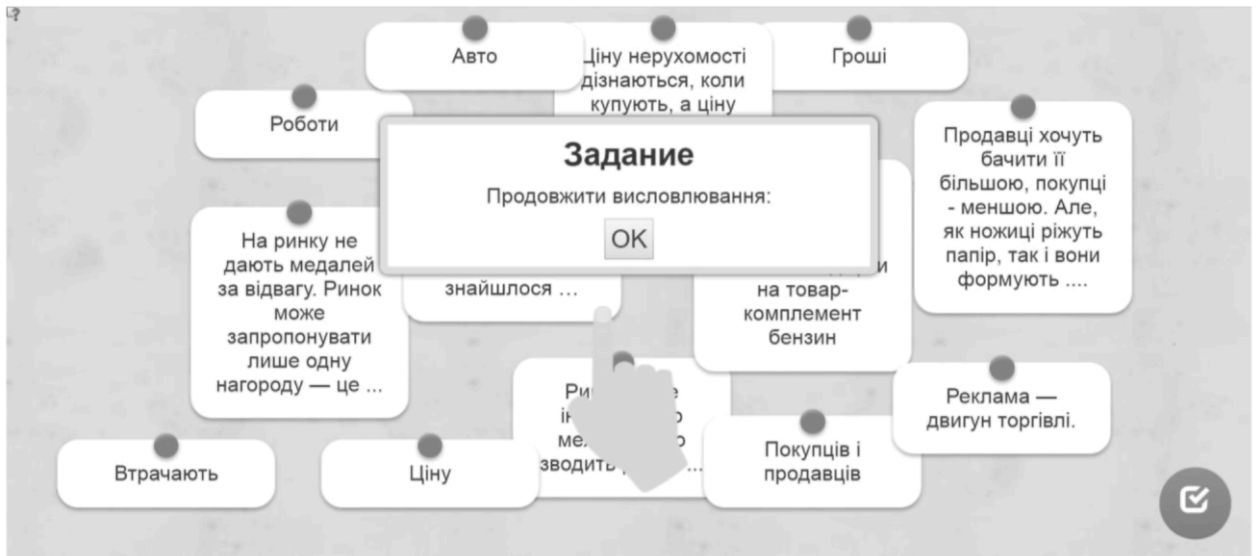 ?
Авто
Ціну нерухомості
дізнаються, коли
купують, а ціну
Гроші
Роботи
Продавці хочуть
бачити її
більшою, покупці
- меншою. Але,
як ножиці ріжуть
папір, так і вони
формують ....
Задание
Продовжити висловлювання:
OK
На ринку не
дають медалей
за відвагу. Ринок
може
запропонувати
лише одну
нагороду — це ...
знайшлося ...
на товар-
комплемент
бензин
зводить
Реклама —
двигун торгівлі.
Покупців і
продавців
Втрачають
Ціну